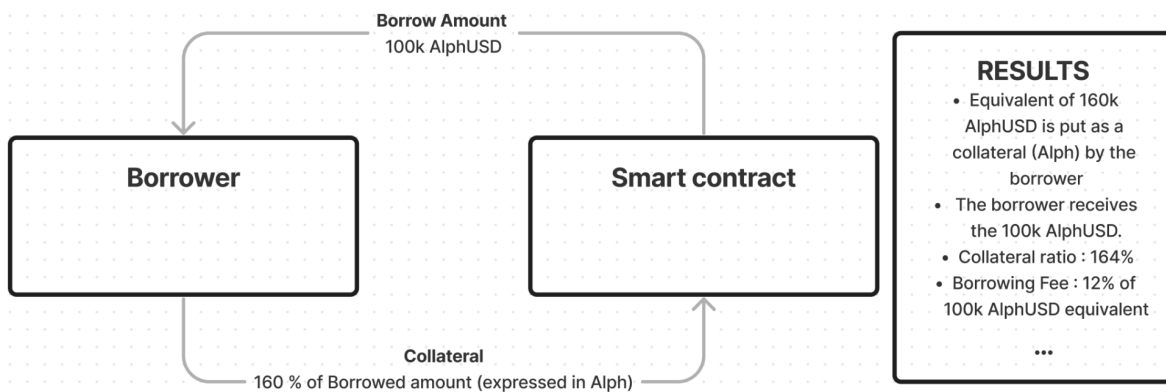 Borrow Amount
100k AlphUSD
Borrower
Smart contract
Collateral
160 % of Borrowed amount (expressed in Alph)
RESULTS
• Equivalent of 160k
AlphUSD is put as a
collateral (Alph) by the
borrower
• The borrower receives
the 100k AlphUSD.
• Collateral ratio : 164%
• Borrowing Fee : 12% of
100k AlphUSD equivalent
...